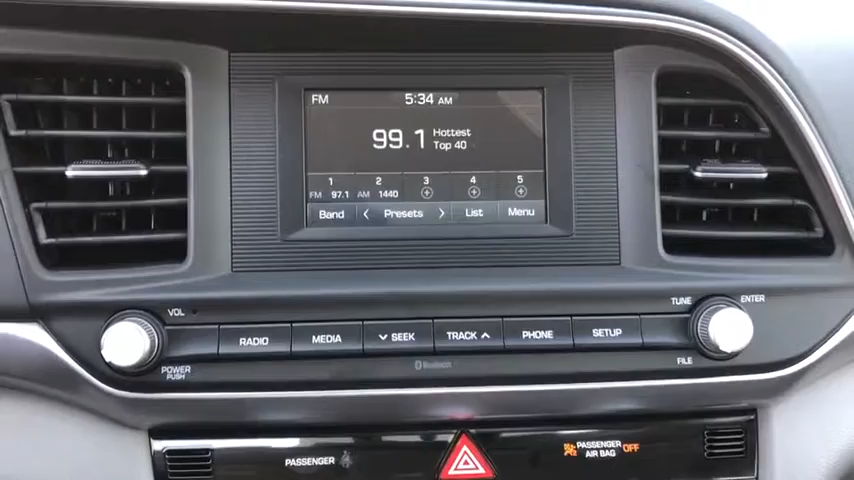 FM 5:34 AM
99.1 Hottest
Top 40
1 2 3 4 5
FM 97.1 AM 1440
Band < Presets > List Menu
VOL
TUNE ENTER
RADIO MEDIA SEEK TRACK PHONE SETUP
POWER
PUSH
FILE
Bluetooth
PASSENGER
PASSENGER
AIR BAG OFF